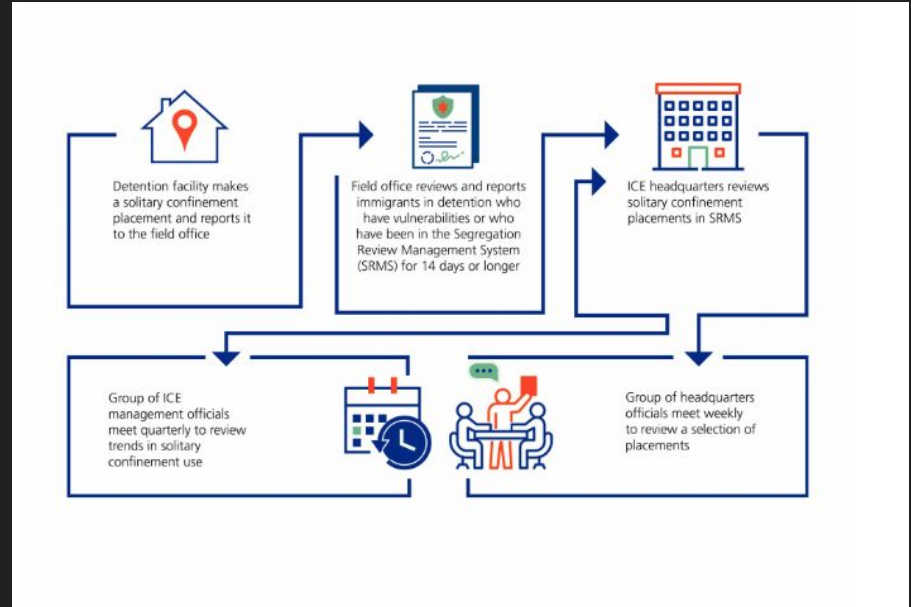 Detention facility makes
a solitary confinement
placement and reports it
to the field office
Field office reviews and reports
immigrants in detention who
have vulnerabilities or who
have been in the Segregation
Review Management System
(SRMS) for 14 days or longer
ICE headquarters reviews
solitary confinement
placements in SRMS
Group of ICE
management officials
meet quarterly to review
trends in solitary
confinement use
Group of headquarters
officials meet weekly
to review a selection of
placements